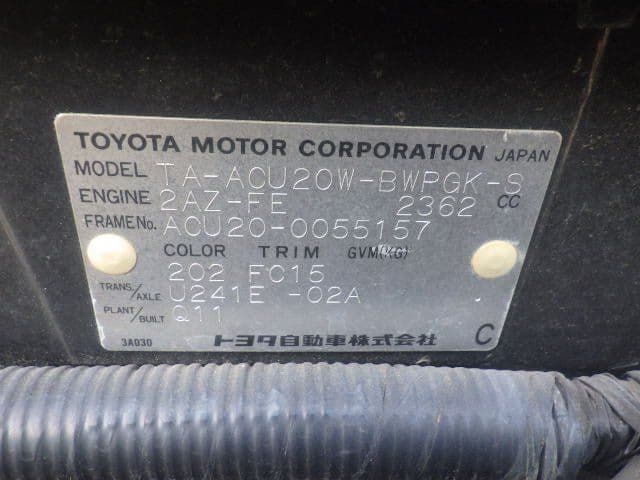 TOYOTA MOTOR CORPORATION JAPAN
MODEL TA-ACU20W-BWPGK-S
ENGINE 2AZ-FE 2362 CC
FRAME No. ACU20-0055157
COLOR TRIM GVM(KG)
202 FC15
TRANS./AXLE U241E -02A
PLANT/BUILT Q11
3A030 トヨタ自動車株式会社 C